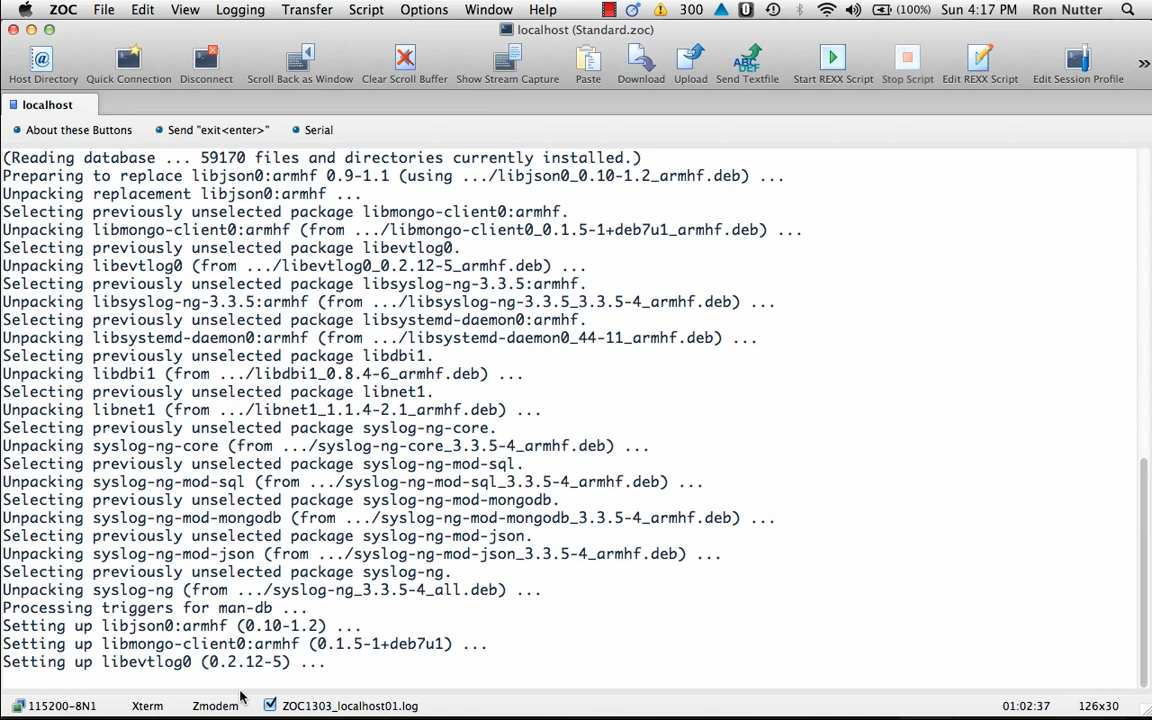 ZOC File Edit View Logging Transfer Script Options Window Help 300 (100%) Sun 4:17 PM Ron Nutter
localhost (Standard.zoc)
Host Directory Quick Connection Disconnect Scroll Back as Window Clear Scroll Buffer Show Stream Capture Paste Download Upload Send Textfile Start REXX Script Stop Script Edit REXX Script Edit Session Profile
localhost
About these Buttons Send "exit<enter>" Serial
(Reading database ... 59170 files and directories currently installed.)
Preparing to replace libjson0:armhf 0.9-1.1 (using .../libjson0_0.10-1.2_armhf.deb) ...
Unpacking replacement libjson0:armhf ...
Selecting previously unselected package libmongo-client0:armhf.
Unpacking libmongo-client0:armhf (from .../libmongo-client0_0.1.5-1+deb7u1_armhf.deb) ...
Selecting previously unselected package libevtlog0.
Unpacking libevtlog0 (from .../libevtlog0_0.2.12-5_armhf.deb) ...
Selecting previously unselected package libsyslog-ng-3.3.5:armhf.
Unpacking libsyslog-ng-3.3.5:armhf (from .../libsyslog-ng-3.3.5_3.3.5-4_armhf.deb) ...
Selecting previously unselected package libsystemd-daemon0:armhf.
Unpacking libsystemd-daemon0:armhf (from .../libsystemd-daemon0_44-11_armhf.deb) ...
Selecting previously unselected package libdbi1.
Unpacking libdbi1 (from .../libdbi1_0.8.4-6_armhf.deb) ...
Selecting previously unselected package libnet1.
Unpacking libnet1 (from .../libnet1_1.1.4-2.1_armhf.deb) ...
Selecting previously unselected package syslog-ng-core.
Unpacking syslog-ng-core (from .../syslog-ng-core_3.3.5-4_armhf.deb) ...
Selecting previously unselected package syslog-ng-mod-sql.
Unpacking syslog-ng-mod-sql (from .../syslog-ng-mod-sql_3.3.5-4_armhf.deb) ...
Selecting previously unselected package syslog-ng-mod-mongodb.
Unpacking syslog-ng-mod-mongodb (from .../syslog-ng-mod-mongodb_3.3.5-4_armhf.deb) ...
Selecting previously unselected package syslog-ng-mod-json.
Unpacking syslog-ng-mod-json (from .../syslog-ng-mod-json_3.3.5-4_armhf.deb) ...
Selecting previously unselected package syslog-ng.
Unpacking syslog-ng (from .../syslog-ng_3.3.5-4_all.deb) ...
Processing triggers for man-db ...
Setting up libjson0:armhf (0.10-1.2) ...
Setting up libmongo-client0:armhf (0.1.5-1+deb7u1) ...
Setting up libevtlog0 (0.2.12-5) ...
115200-8N1 Xterm Zmodem ZOC1303_localhost01.log 01:02:37 126x30